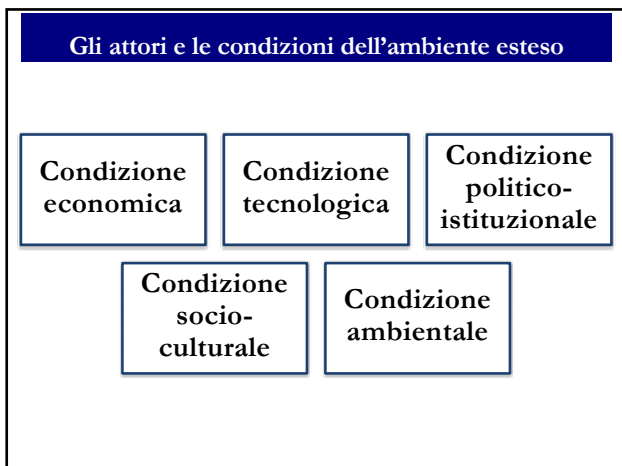 Gli attori e le condizioni dell'ambiente esteso
Condizione
economica
Condizione
tecnologica
Condizione
politico-
istituzionale
Condizione
socio-
culturale
Condizione
ambientale